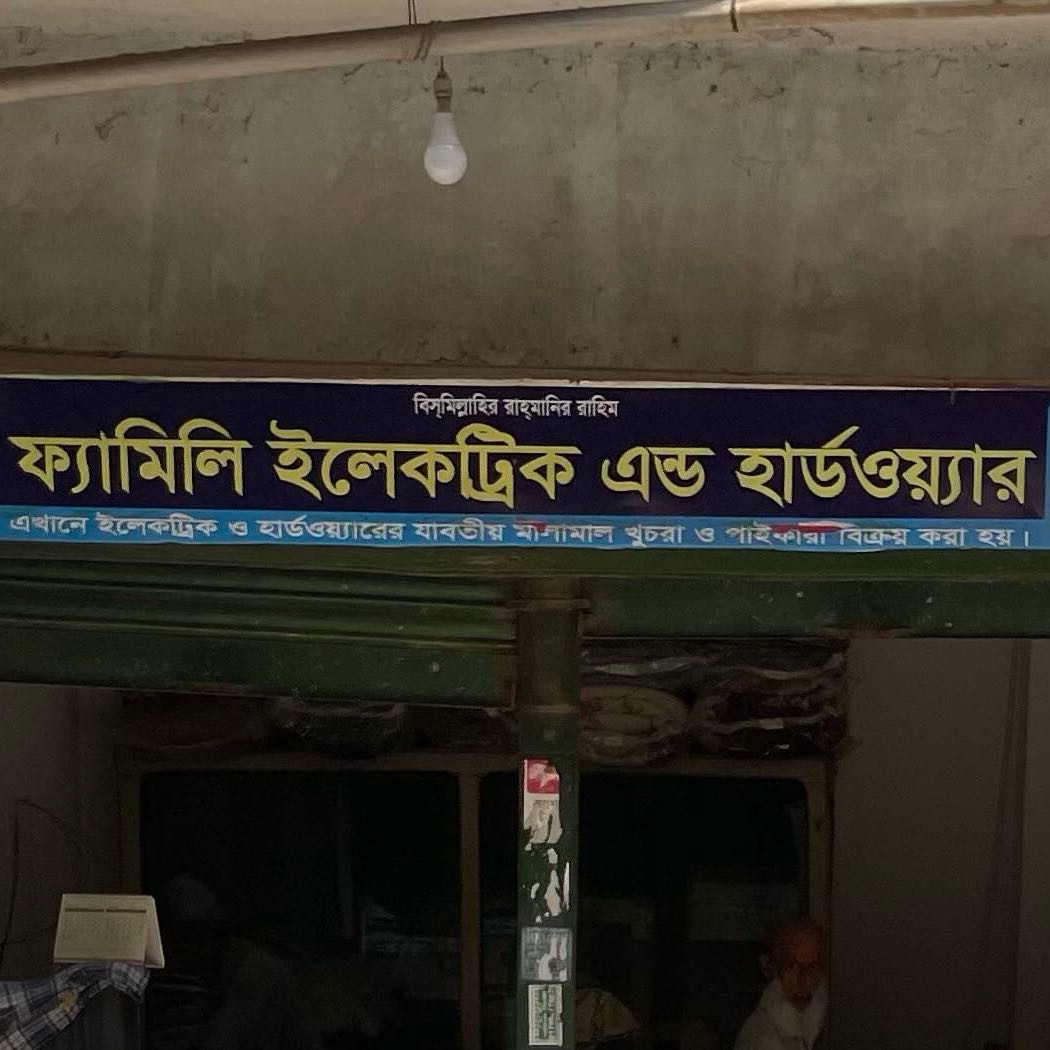 বিস্‌মিল্লাহির রাহ্‌মানির রাহিম
ফ্যামিলি ইলেকট্রিক এন্ড হার্ডওয়্যার
এখানে ইলেকট্রিক ও হার্ডওয়্যারের যাবতীয় মালামাল খুচরা ও পাইকারী বিক্রয় করা হয়।